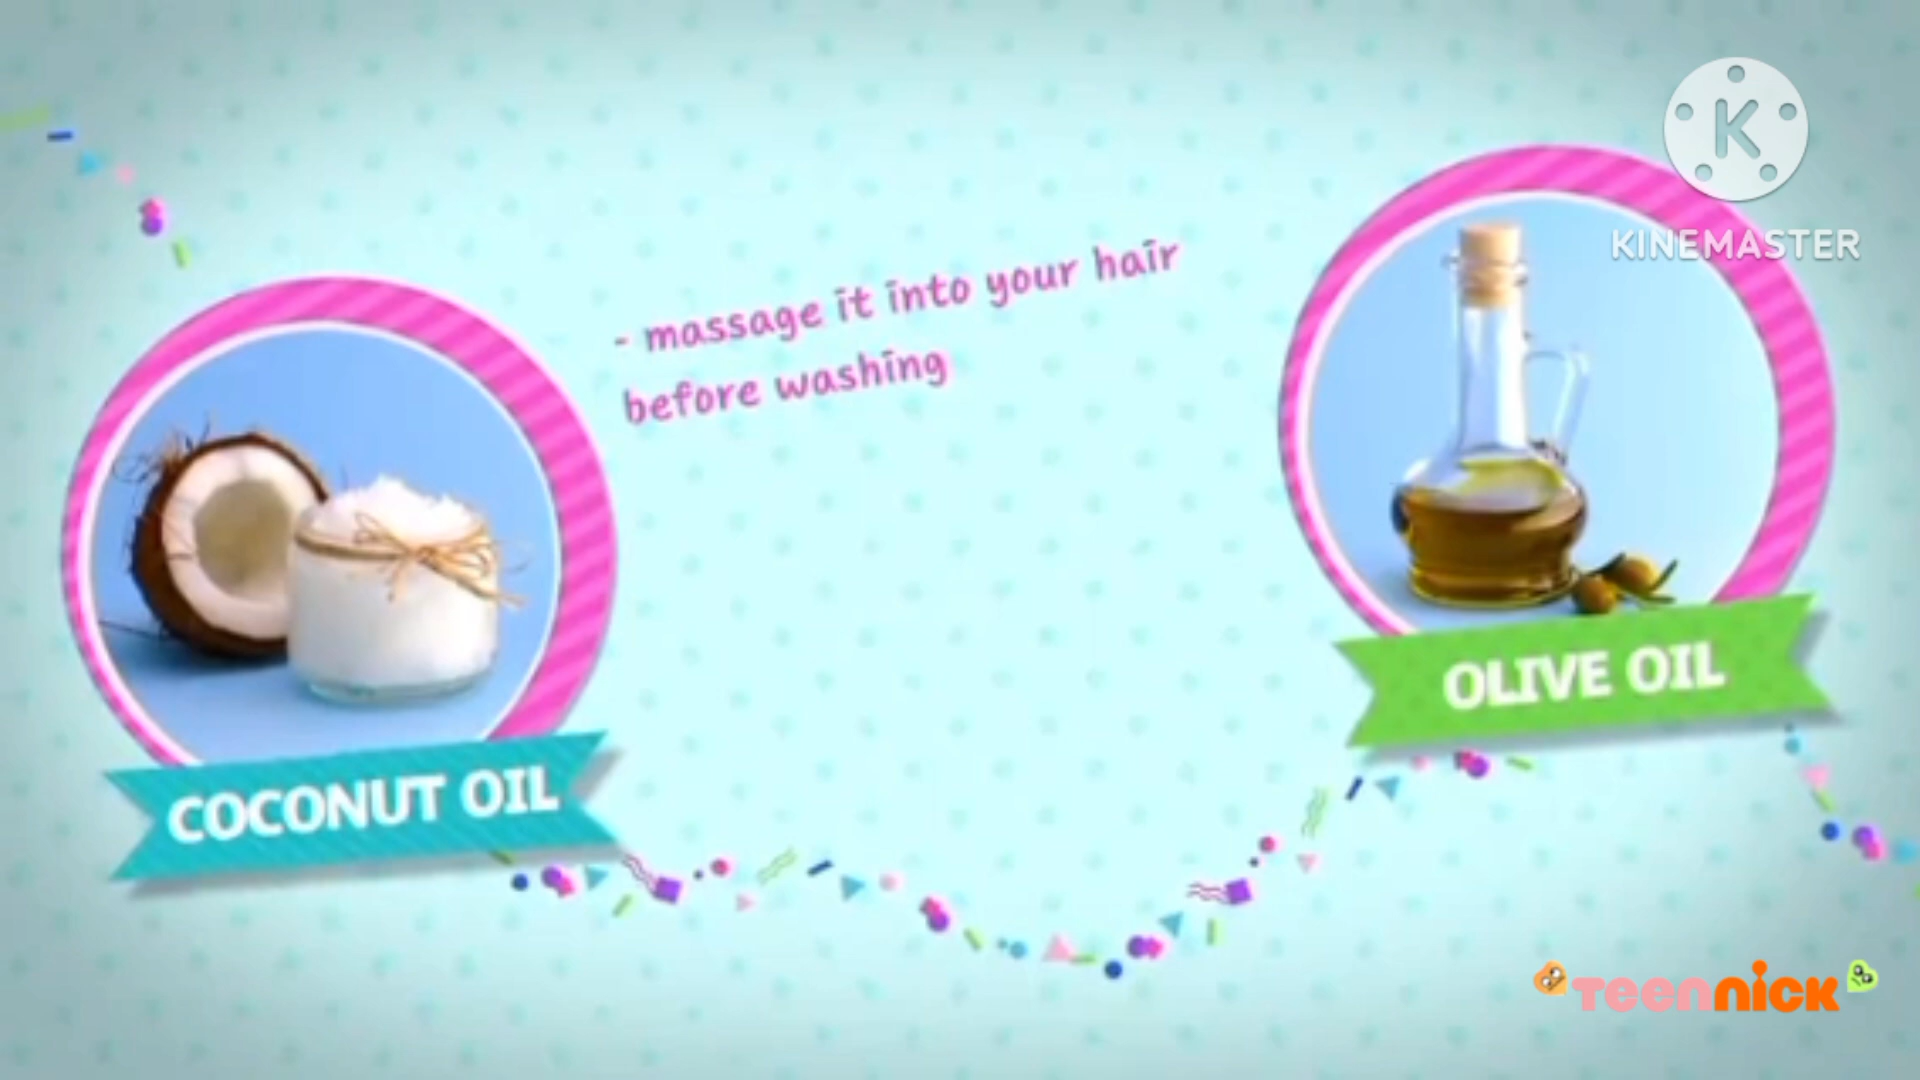 K
KINEMASTER
- massage it into your hair
before washing
OLIVE OIL
COCONUT OIL
TEENNICK